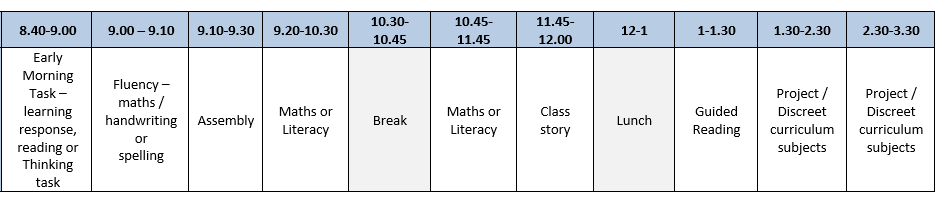 8.40-9.00
9.00 – 9.10
9.10-9.30
9.20-10.30
10.30-
10.45
10.45-
11.45
11.45-
12.00
12-1
1-1.30
1.30-2.30
2.30-3.30
Early
Morning
Task –
learning
response,
reading or
Thinking
task
Fluency –
maths /
handwriting
or
spelling
Assembly
Maths or
Literacy
Break
Maths or
Literacy
Class
story
Lunch
Guided
Reading
Project /
Discreet
curriculum
subjects
Project /
Discreet
curriculum
subjects